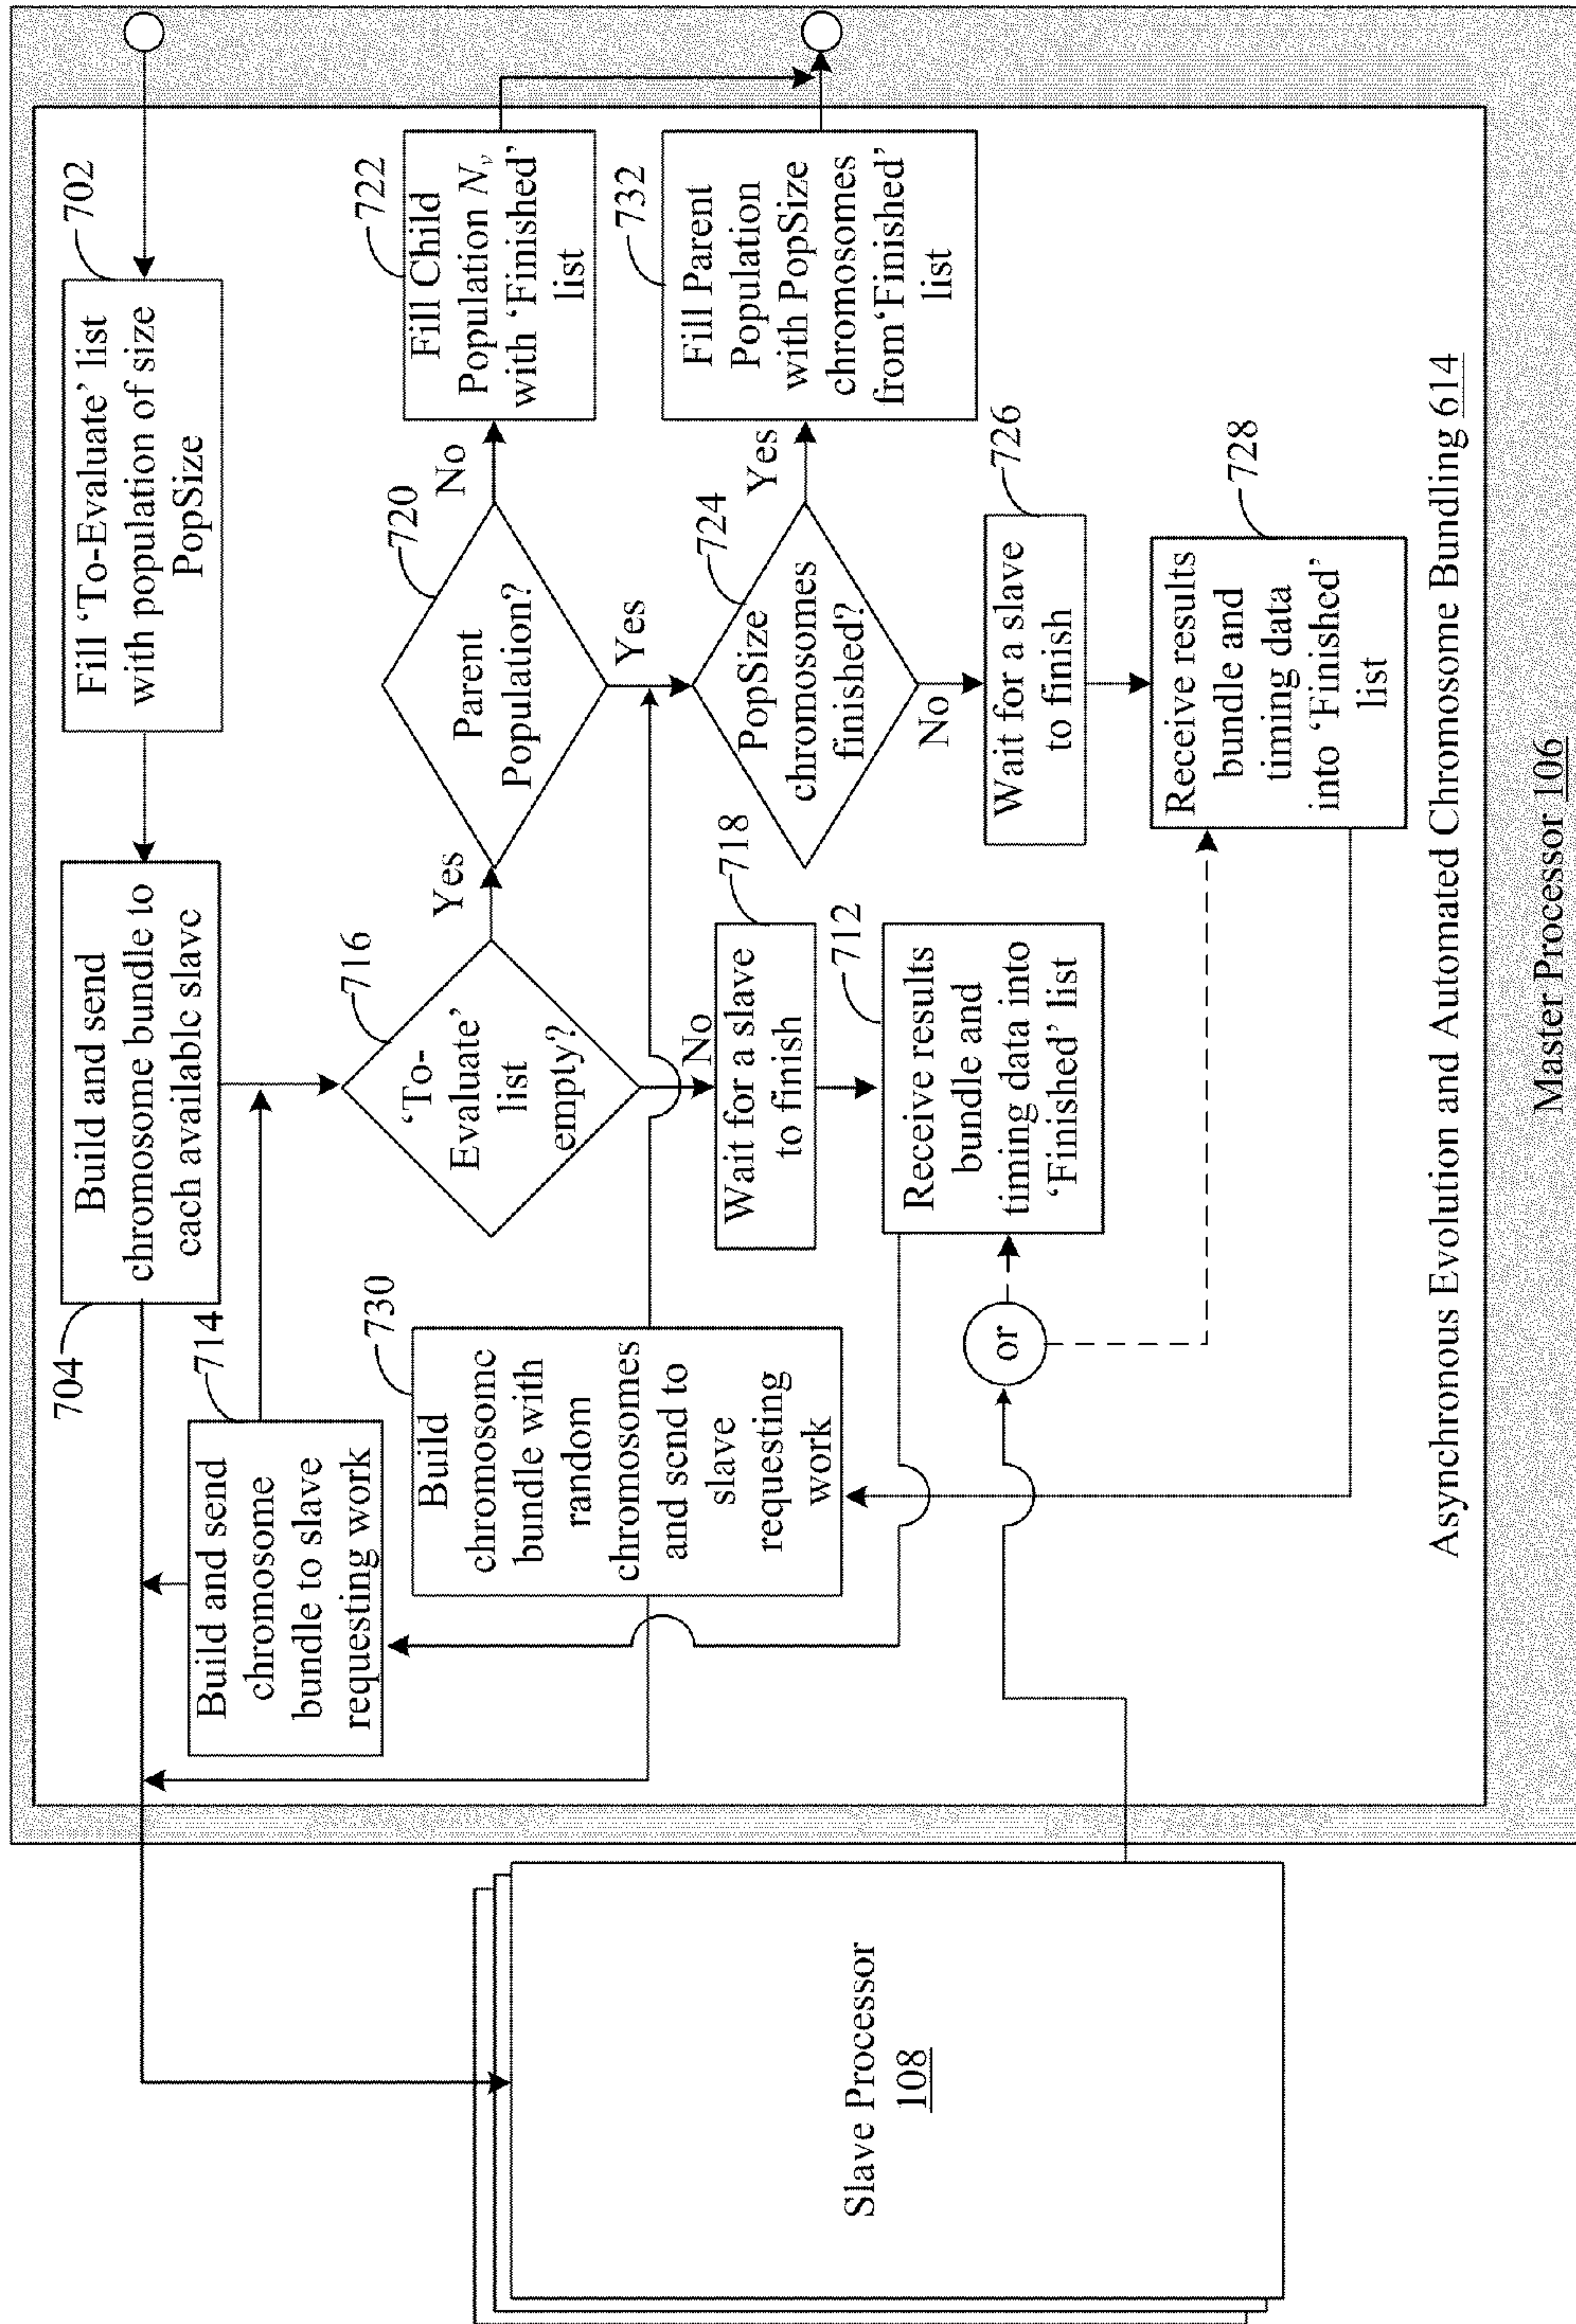 702
Fill ‘To-Evaluate’ list
with population of size
PopSize
704
Build and send
chromosome bundle to
each available slave
714
Build and send
chromosome
bundle to slave
requesting work
716
‘To-
Evaluate’
list
empty?
Yes
No
720
Parent
Population?
No
Yes
722
Fill Child
Population Nᵥ
with ‘Finished’
list
724
PopSize
chromosomes
finished?
Yes
No
732
Fill Parent
Population
with PopSize
chromosomes
from‘Finished’
list
718
Wait for a slave
to finish
712
Receive results
bundle and
timing data into
‘Finished’ list
726
Wait for a slave
to finish
728
Receive results
bundle and
timing data
into ‘Finished’
list
730
Build
chromosome
bundle with
random
chromosomes
and send to
slave
requesting
work
or
Slave Processor
108
Asynchronous Evolution and Automated Chromosome Bundling 614
Master Processor 106